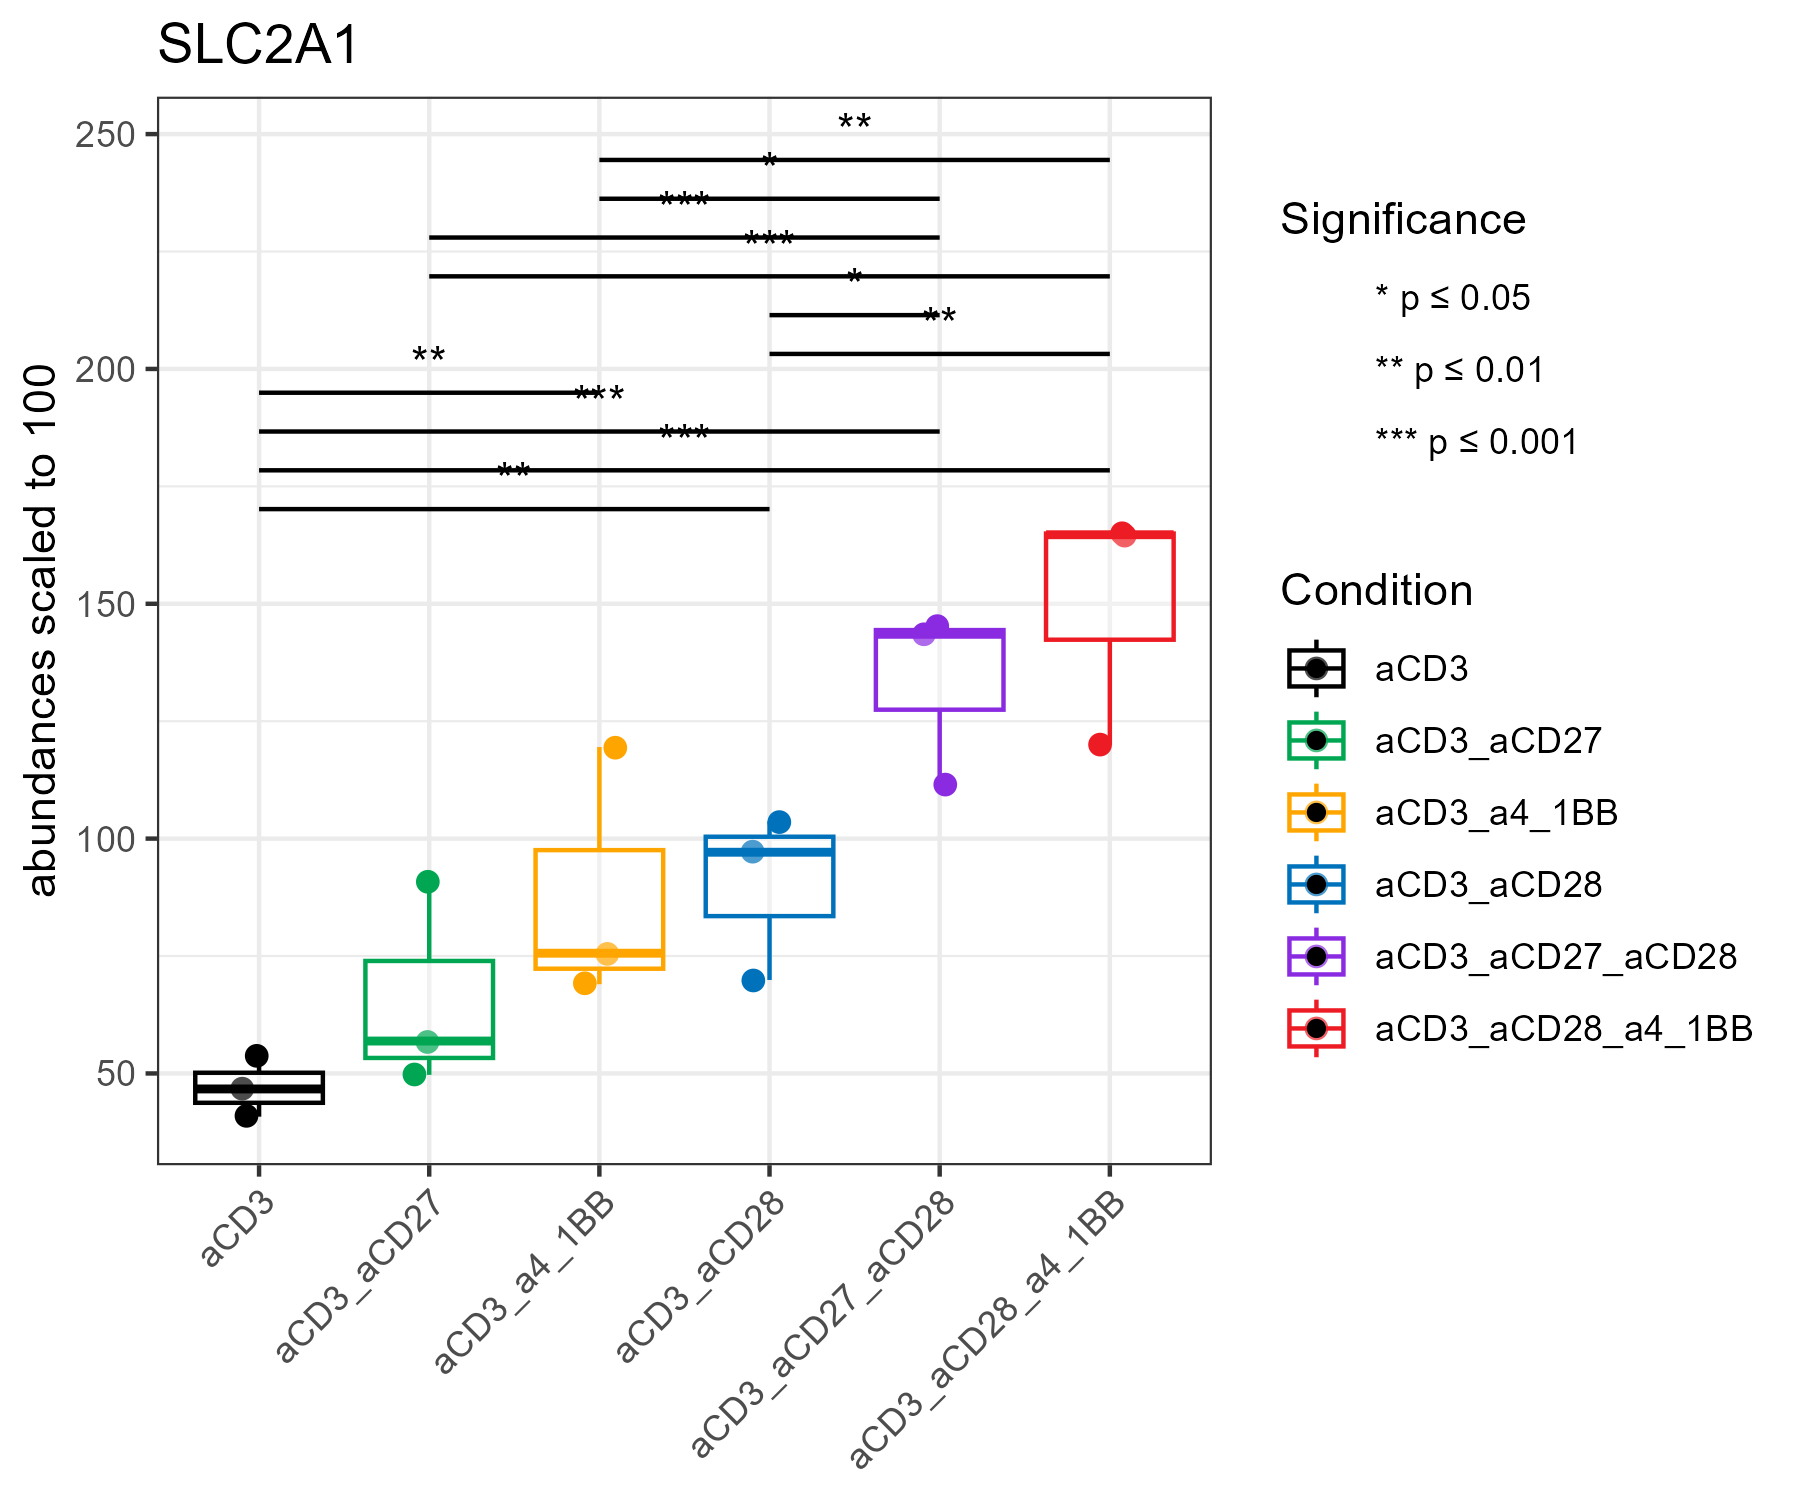 SLC2A1
abundances scaled to 100
250
200
150
100
50
**
*
***
***
*
**
**
***
***
**
aCD3
aCD3_aCD27
aCD3_a4_1BB
aCD3_aCD28
aCD3_aCD27_aCD28
aCD3_aCD28_a4_1BB
Significance
* p ≤ 0.05
** p ≤ 0.01
*** p ≤ 0.001
Condition
aCD3
aCD3_aCD27
aCD3_a4_1BB
aCD3_aCD28
aCD3_aCD27_aCD28
aCD3_aCD28_a4_1BB